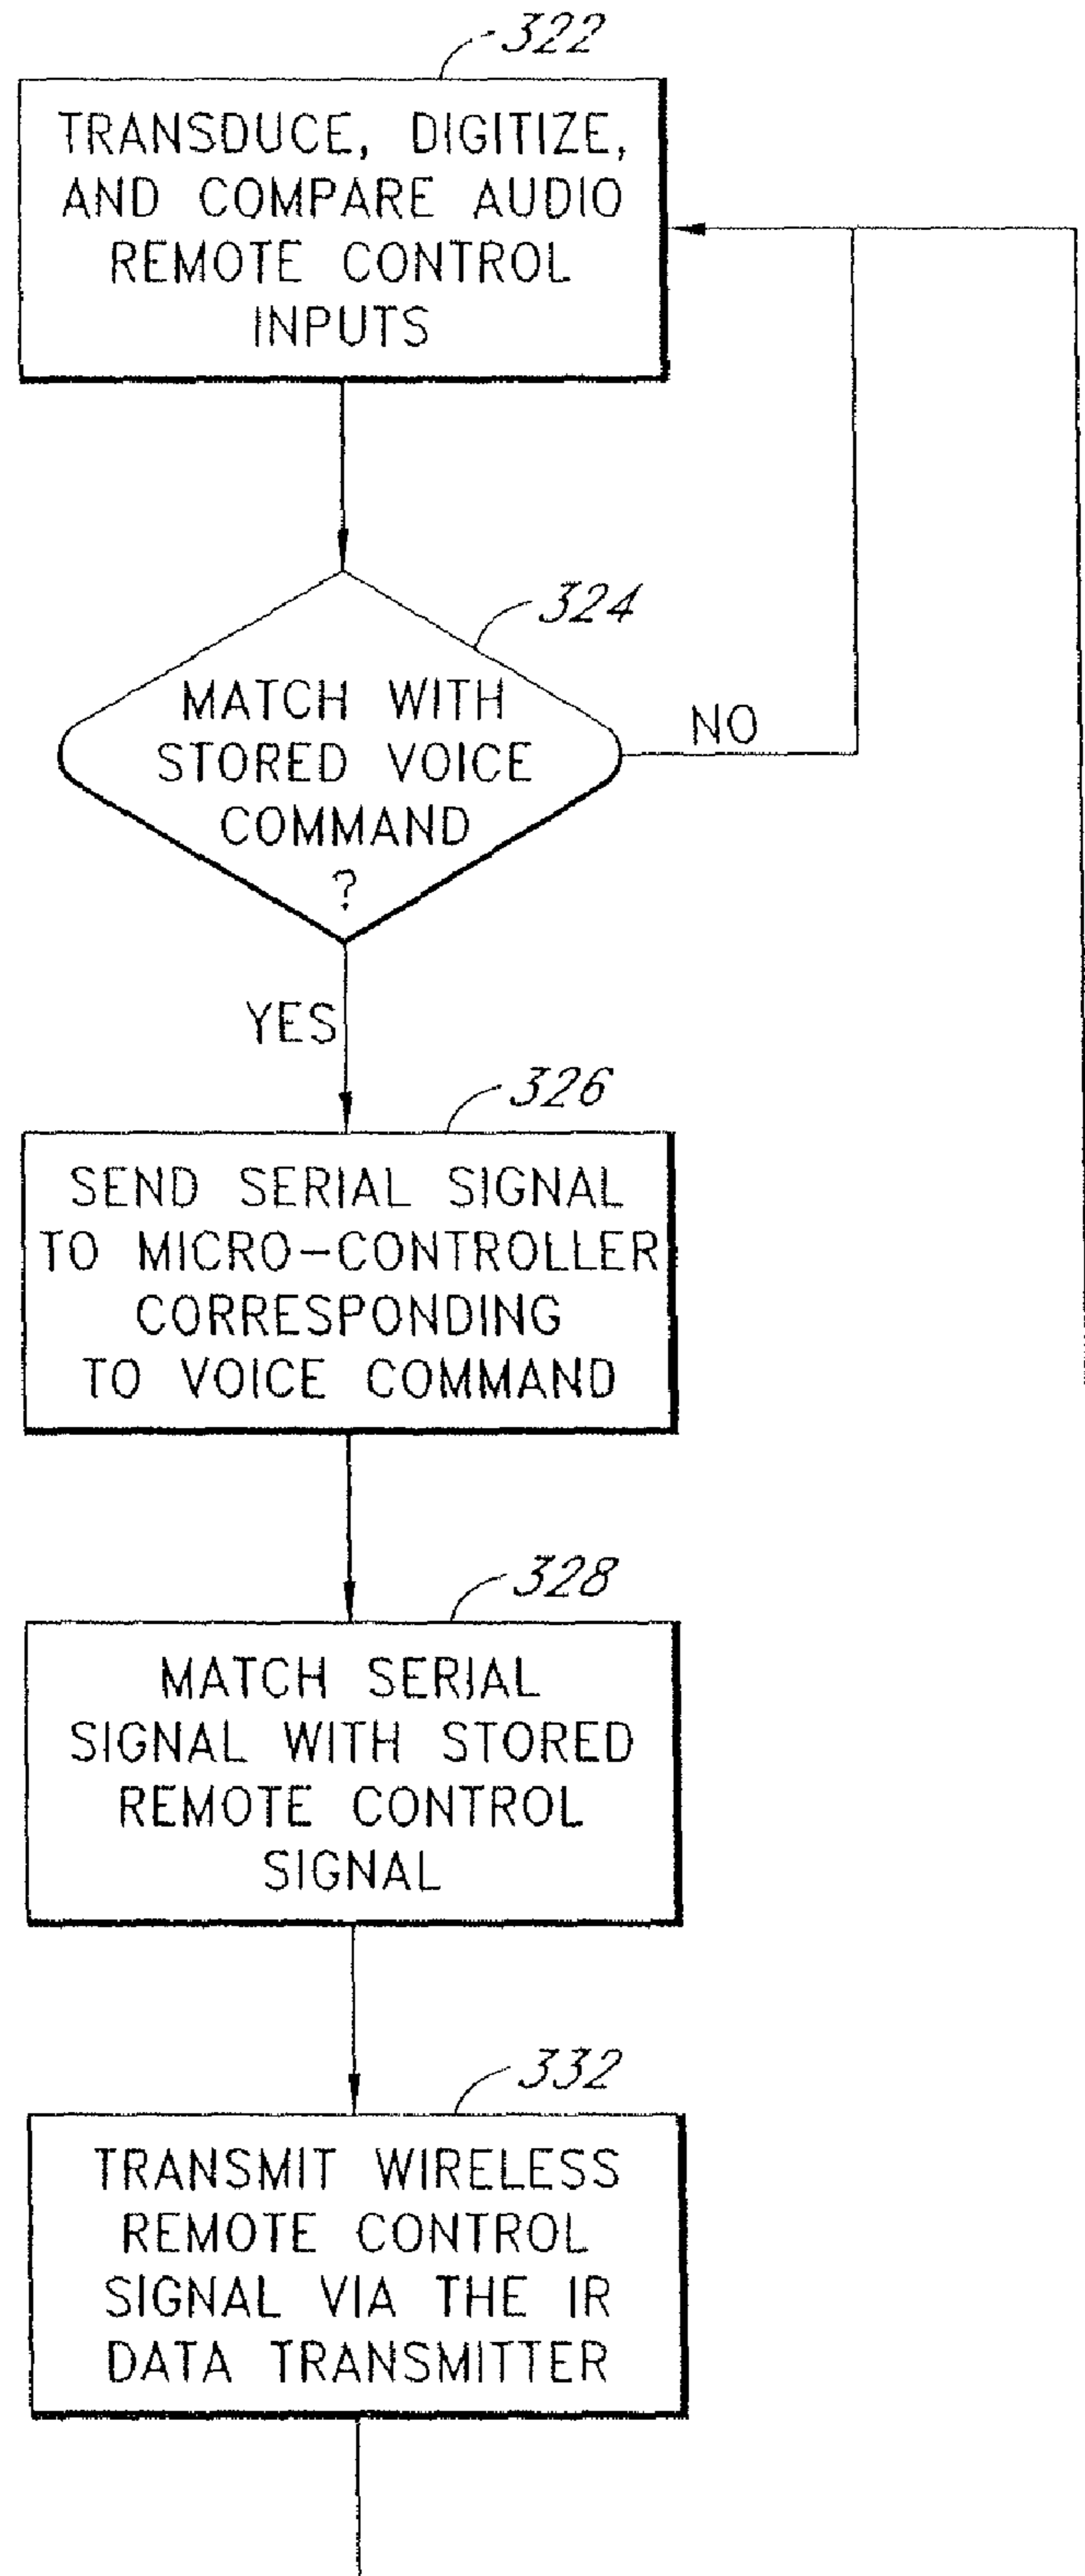 322
TRANSDUCE, DIGITIZE,
AND COMPARE AUDIO
REMOTE CONTROL
INPUTS
324
MATCH WITH
STORED VOICE
COMMAND
?
NO
YES
326
SEND SERIAL SIGNAL
TO MICRO-CONTROLLER
CORRESPONDING
TO VOICE COMMAND
328
MATCH SERIAL
SIGNAL WITH STORED
REMOTE CONTROL
SIGNAL
332
TRANSMIT WIRELESS
REMOTE CONTROL
SIGNAL VIA THE IR
DATA TRANSMITTER